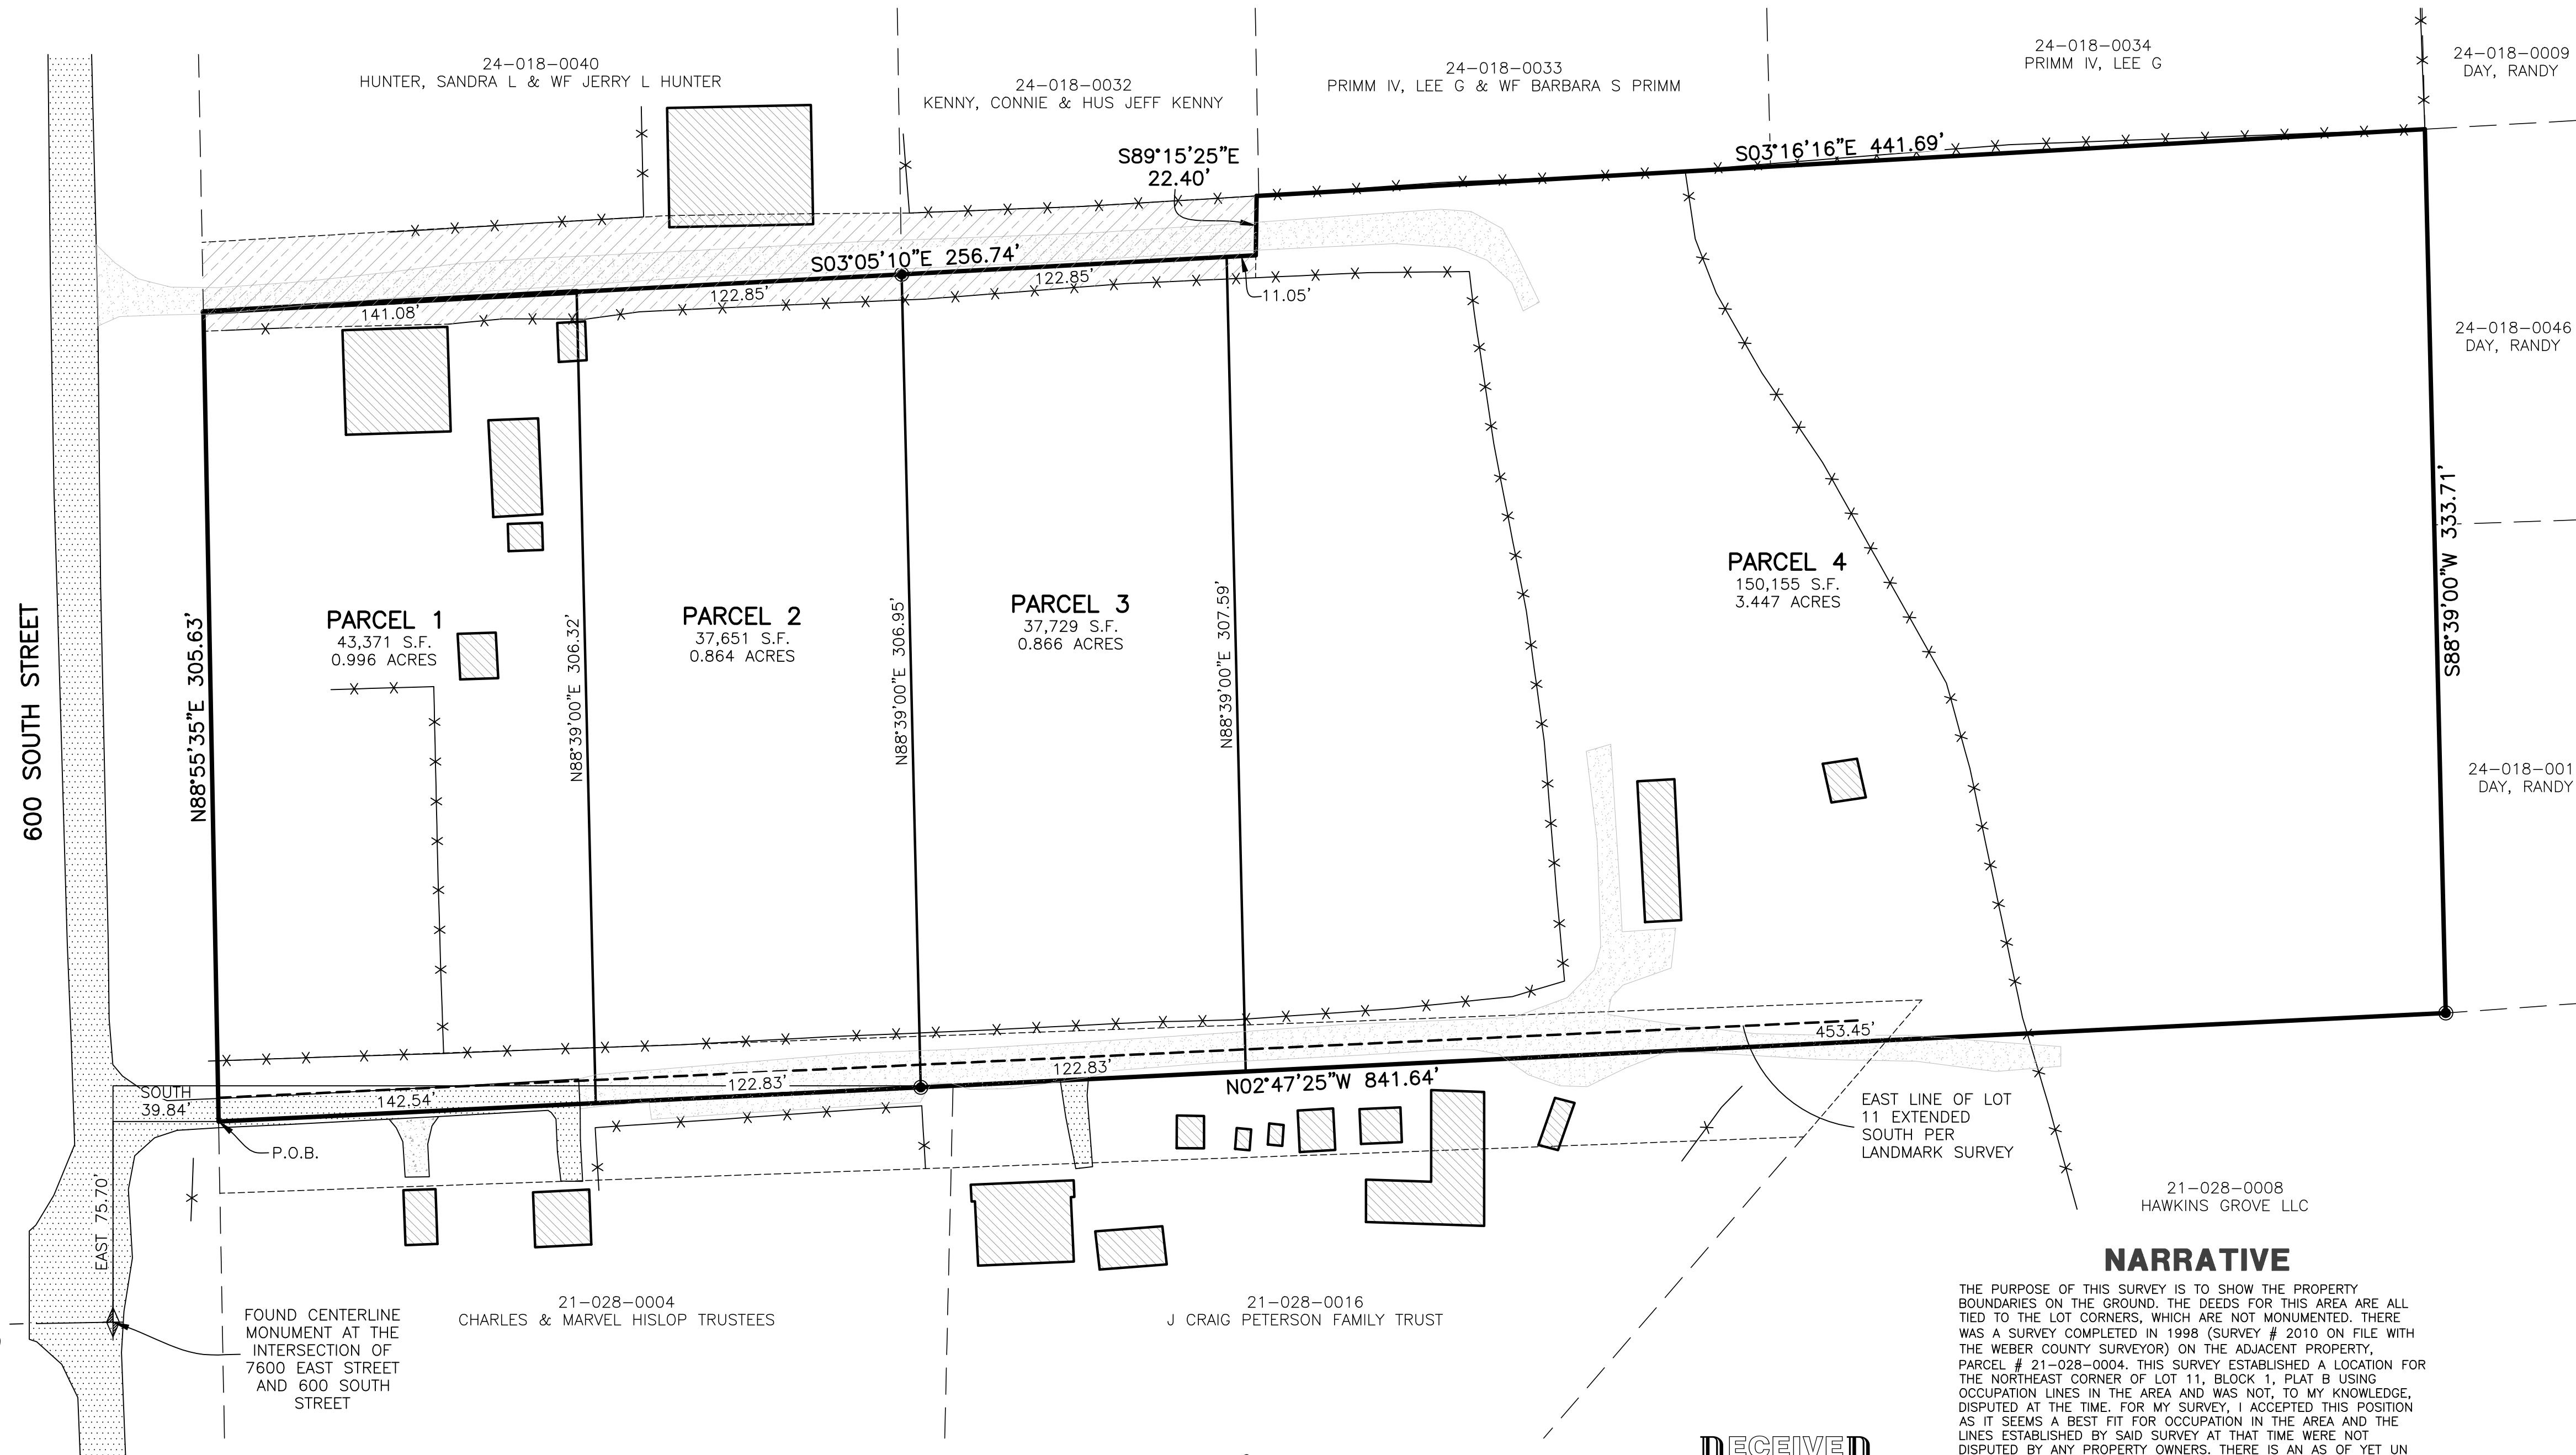 24-018-0040
HUNTER, SANDRA L & WF JERRY L HUNTER
24-018-0032
KENNY, CONNIE & HUS JEFF KENNY
24-018-0033
PRIMM IV, LEE G & WF BARBARA S PRIMM
24-018-0034
PRIMM IV, LEE G
24-018-0009
DAY, RANDY
S89°15'25"E
22.40'
S03°16'16"E 441.69'
S03°05'10"E 256.74'
141.08'
122.85'
122.85'
11.05'
24-018-0046
DAY, RANDY
600 SOUTH STREET
N88°55'35"E 305.63'
PARCEL 1
43,371 S.F.
0.996 ACRES
N88°39'00"E 306.32'
PARCEL 2
37,651 S.F.
0.864 ACRES
N88°39'00"E 306.95'
PARCEL 3
37,729 S.F.
0.866 ACRES
N88°39'00"E 307.59'
PARCEL 4
150,155 S.F.
3.447 ACRES
S88°39'00"W 333.71'
24-018-001
DAY, RANDY
SOUTH
39.84'
142.54'
122.83'
122.83'
N02°47'25"W 841.64'
453.45'
P.O.B.
EAST 75.70'
EAST LINE OF LOT
11 EXTENDED
SOUTH PER
LANDMARK SURVEY
21-028-0008
HAWKINS GROVE LLC
FOUND CENTERLINE
MONUMENT AT THE
INTERSECTION OF
7600 EAST STREET
AND 600 SOUTH
STREET
21-028-0004
CHARLES & MARVEL HISLOP TRUSTEES
21-028-0016
J CRAIG PETERSON FAMILY TRUST
NARRATIVE
THE PURPOSE OF THIS SURVEY IS TO SHOW THE PROPERTY
BOUNDARIES ON THE GROUND. THE DEEDS FOR THIS AREA ARE ALL
TIED TO THE LOT CORNERS, WHICH ARE NOT MONUMENTED. THERE
WAS A SURVEY COMPLETED IN 1998 (SURVEY # 2010 ON FILE WITH
THE WEBER COUNTY SURVEYOR) ON THE ADJACENT PROPERTY,
PARCEL # 21-028-0004. THIS SURVEY ESTABLISHED A LOCATION FOR
THE NORTHEAST CORNER OF LOT 11, BLOCK 1, PLAT B USING
OCCUPATION LINES IN THE AREA AND WAS NOT, TO MY KNOWLEDGE,
DISPUTED AT THE TIME. FOR MY SURVEY, I ACCEPTED THIS POSITION
AS IT SEEMS A BEST FIT FOR OCCUPATION IN THE AREA AND THE
LINES ESTABLISHED BY SAID SURVEY AT THAT TIME WERE NOT
DISPUTED BY ANY PROPERTY OWNERS. THERE IS AN AS OF YET UN
RECEIVED